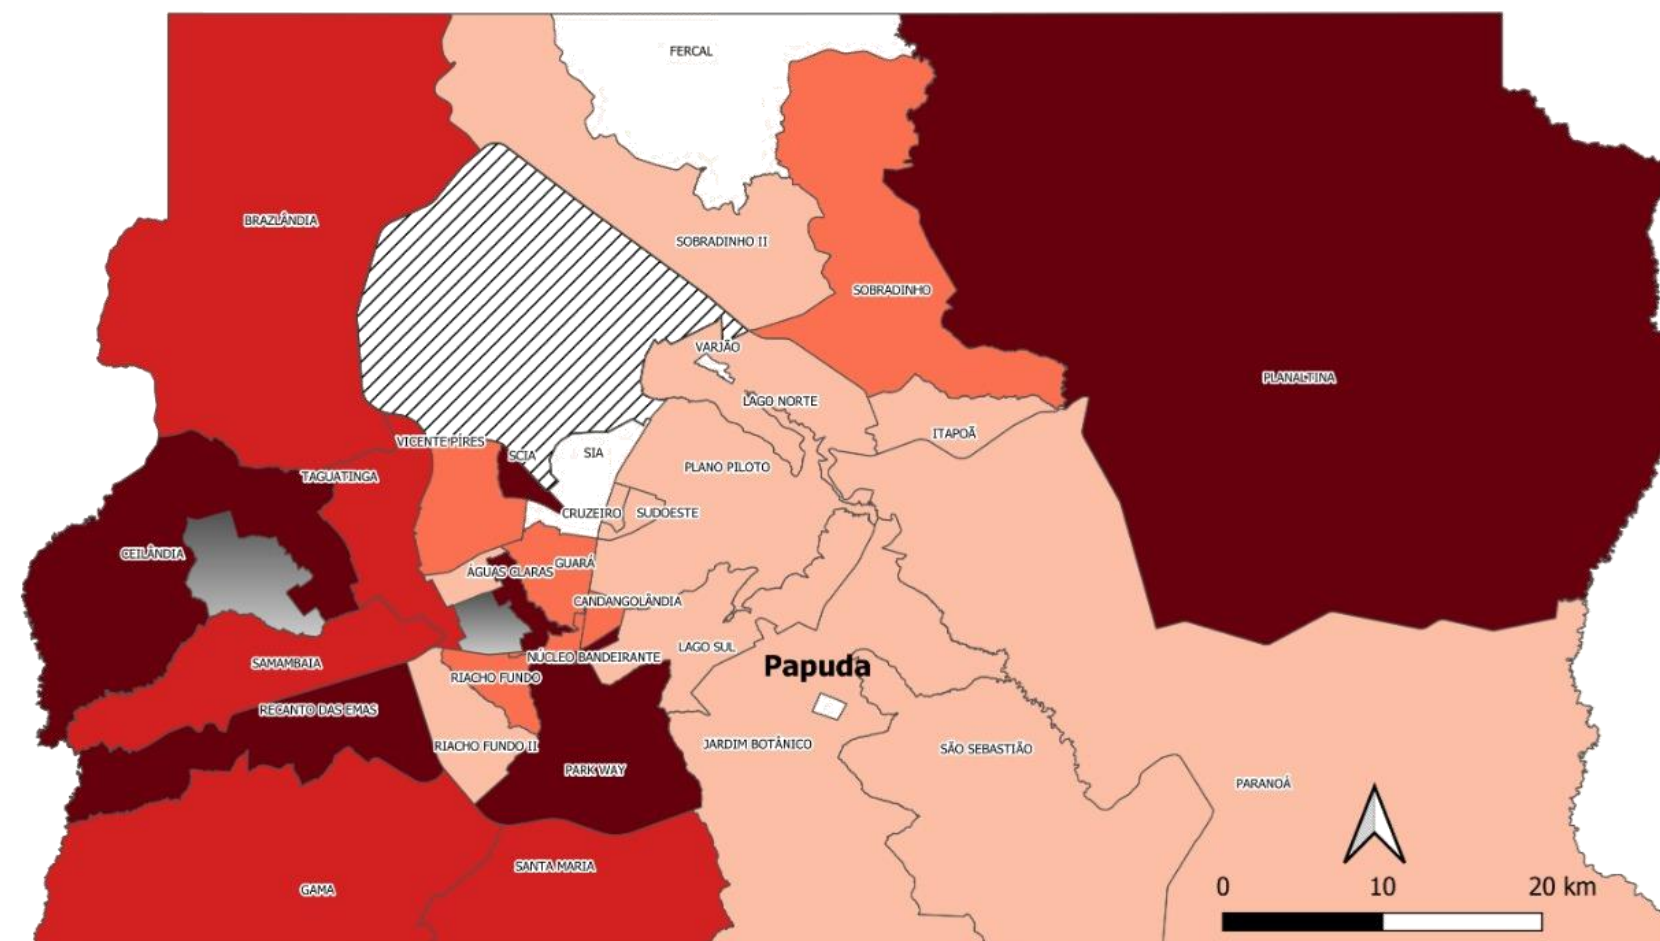 FERCAL
BRAZLÂNDIA
SOBRADINHO II
SOBRADINHO
VARJÃO
PLANALTINA
LAGO NORTE
ITAPOÃ
VICENTE PIRES
SCIA
SIA
PLANO PILOTO
TAGUATINGA
CRUZEIRO
SUDOESTE
CEILÂNDIA
ÁGUAS CLARAS
GUARÁ
CANDANGOLÂNDIA
LAGO SUL
NÚCLEO BANDEIRANTE
SAMAMBAIA
Papuda
RIACHO FUNDO
RECANTO DAS EMAS
RIACHO FUNDO II
JARDIM BOTÂNICO
SÃO SEBASTIÃO
PARK WAY
PARANOÁ
SANTA MARIA
GAMA
0 10 20 km